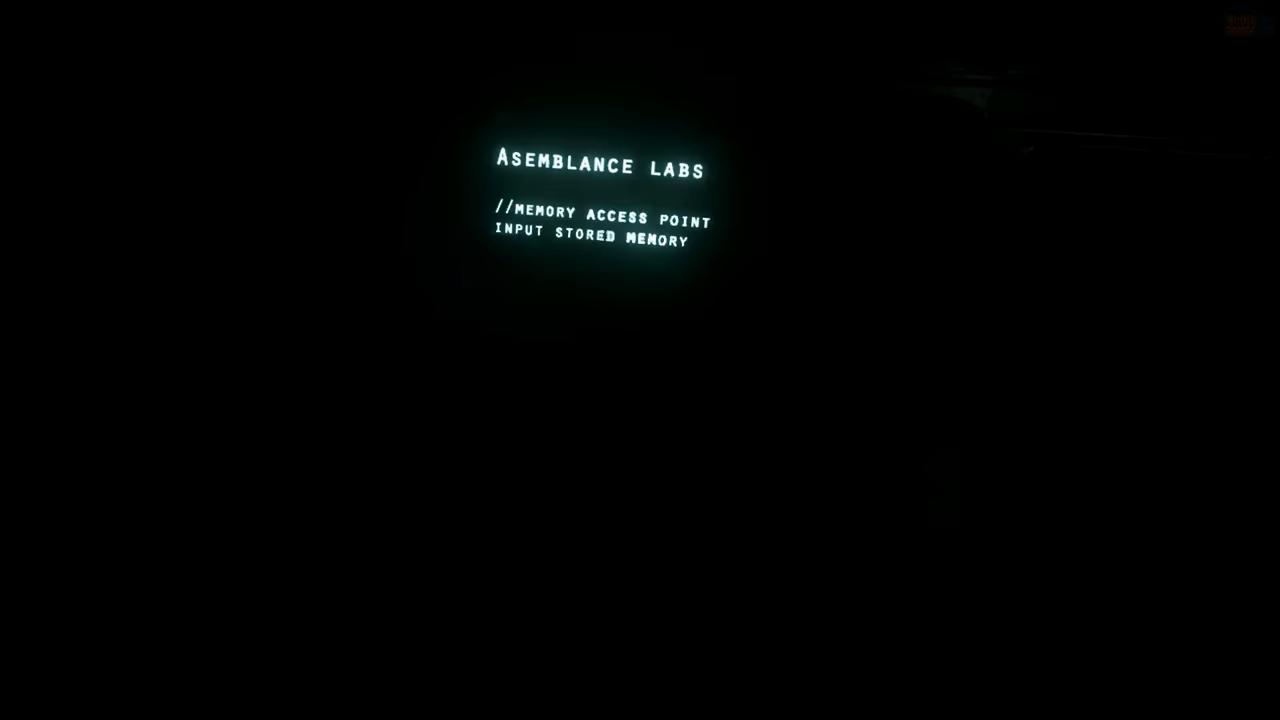 ASEMBLANCE LABS
//MEMORY ACCESS POINT
INPUT STORED MEMORY